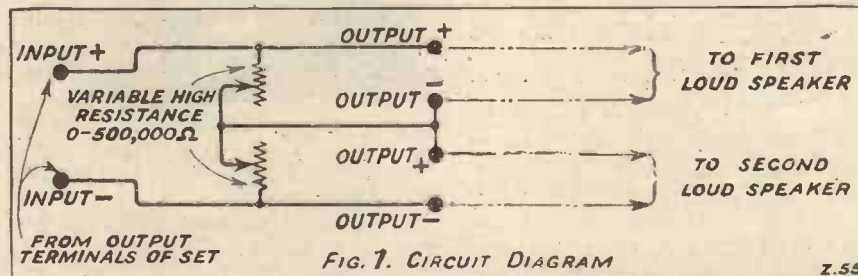 INPUT +
OUTPUT +
TO FIRST
LOUD SPEAKER
VARIABLE HIGH
RESISTANCE
0-500,000Ω
OUTPUT -
OUTPUT +
TO SECOND
LOUD SPEAKER
INPUT -
OUTPUT -
FROM OUTPUT
TERMINALS OF SET
FIG. 1. CIRCUIT DIAGRAM
Z.55